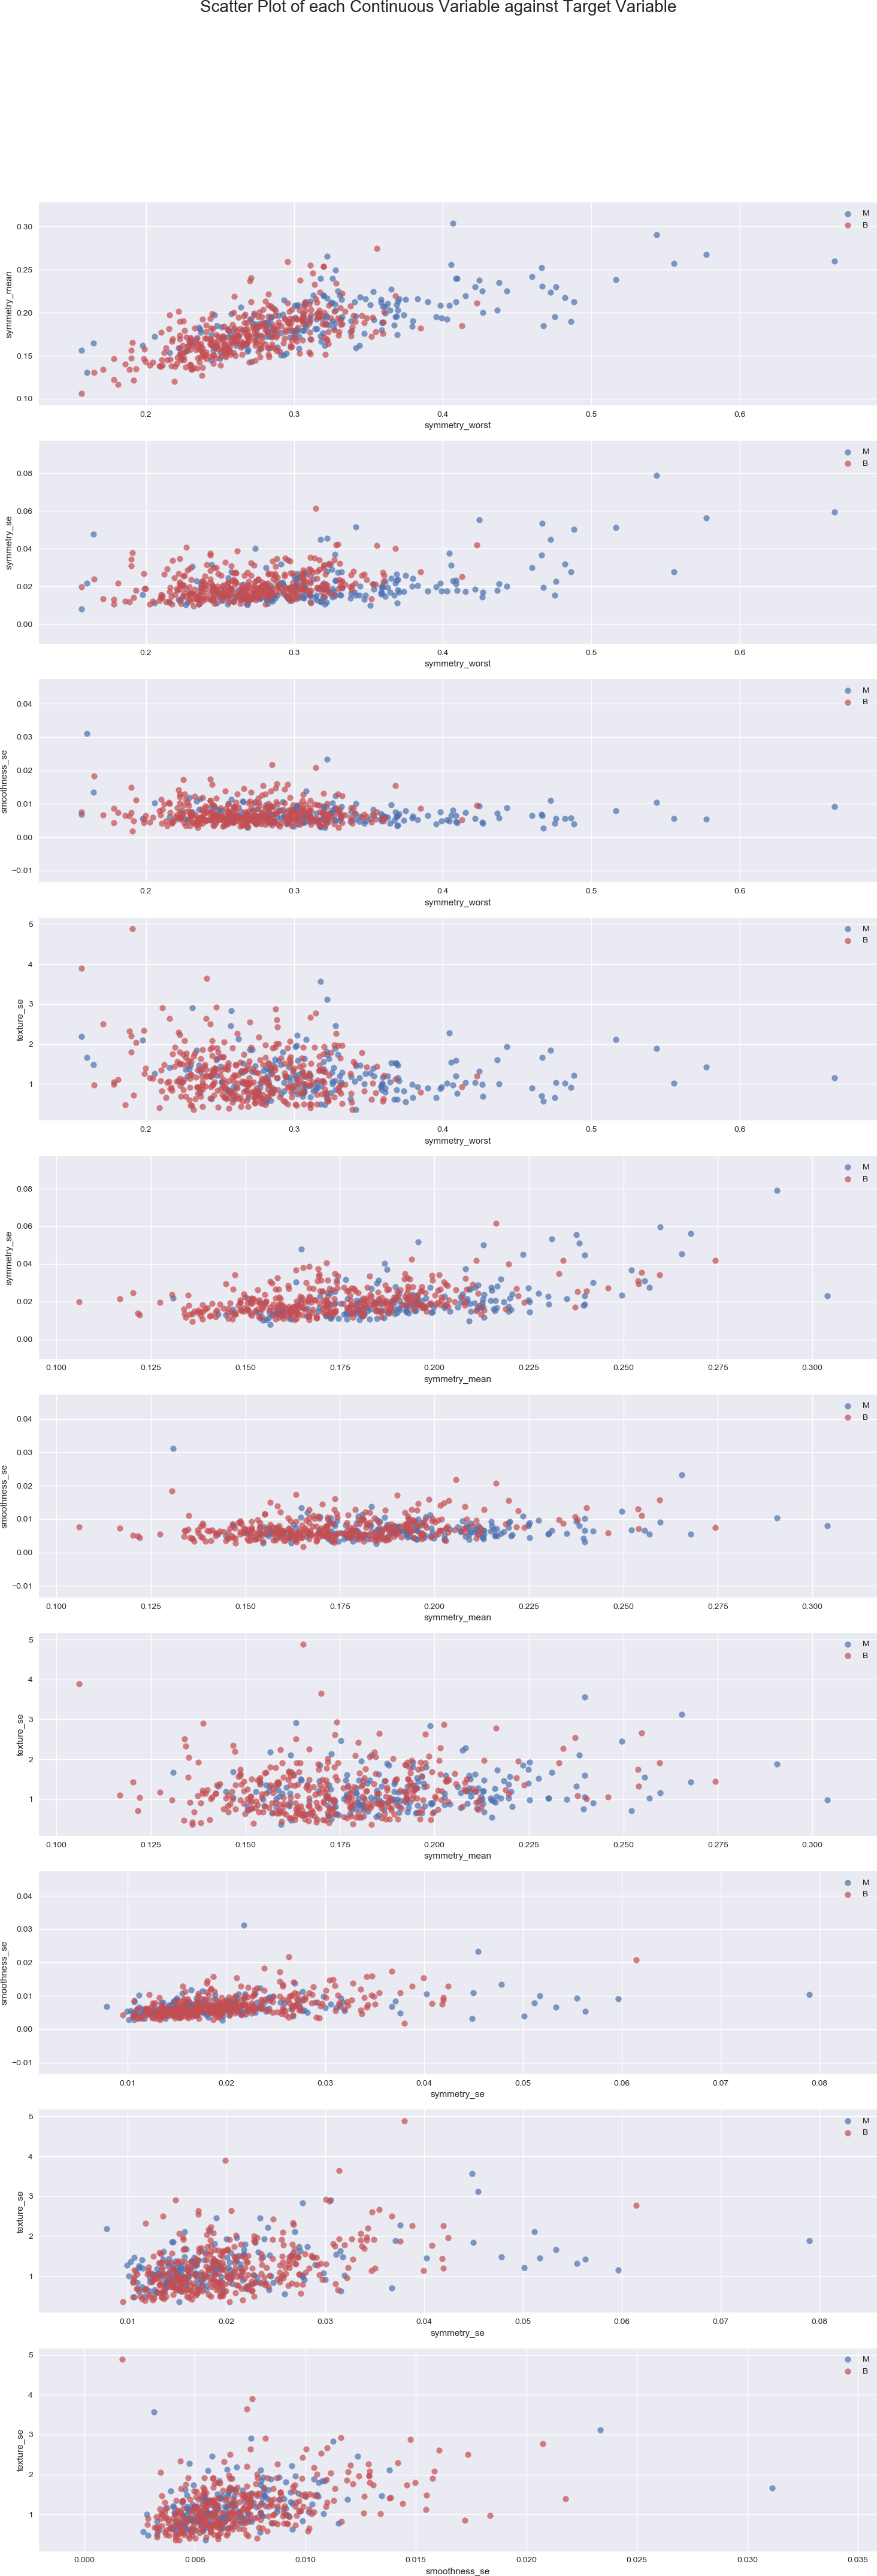 Scatter Plot of each Continuous Variable against Target Variable
M
B
0.30
0.25
0.20
0.15
0.10
symmetry_mean
0.2 0.3 0.4 0.5 0.6
symmetry_worst
M
B
0.08
0.06
0.04
0.02
0.00
symmetry_se
0.2 0.3 0.4 0.5 0.6
symmetry_worst
M
B
0.04
0.03
0.02
0.01
0.00
−0.01
smoothness_se
0.2 0.3 0.4 0.5 0.6
symmetry_worst
M
B
5
4
3
2
1
texture_se
0.2 0.3 0.4 0.5 0.6
symmetry_worst
M
B
0.08
0.06
0.04
0.02
0.00
symmetry_se
0.100 0.125 0.150 0.175 0.200 0.225 0.250 0.275 0.300
symmetry_mean
M
B
0.04
0.03
0.02
0.01
0.00
−0.01
smoothness_se
0.100 0.125 0.150 0.175 0.200 0.225 0.250 0.275 0.300
symmetry_mean
M
B
5
4
3
2
1
texture_se
0.100 0.125 0.150 0.175 0.200 0.225 0.250 0.275 0.300
symmetry_mean
M
B
0.04
0.03
0.02
0.01
0.00
−0.01
smoothness_se
0.01 0.02 0.03 0.04 0.05 0.06 0.07 0.08
symmetry_se
M
B
5
4
3
2
1
texture_se
0.01 0.02 0.03 0.04 0.05 0.06 0.07 0.08
symmetry_se
M
B
5
4
3
2
1
texture_se
0.000 0.005 0.010 0.015 0.020 0.025 0.030 0.035
smoothness_se